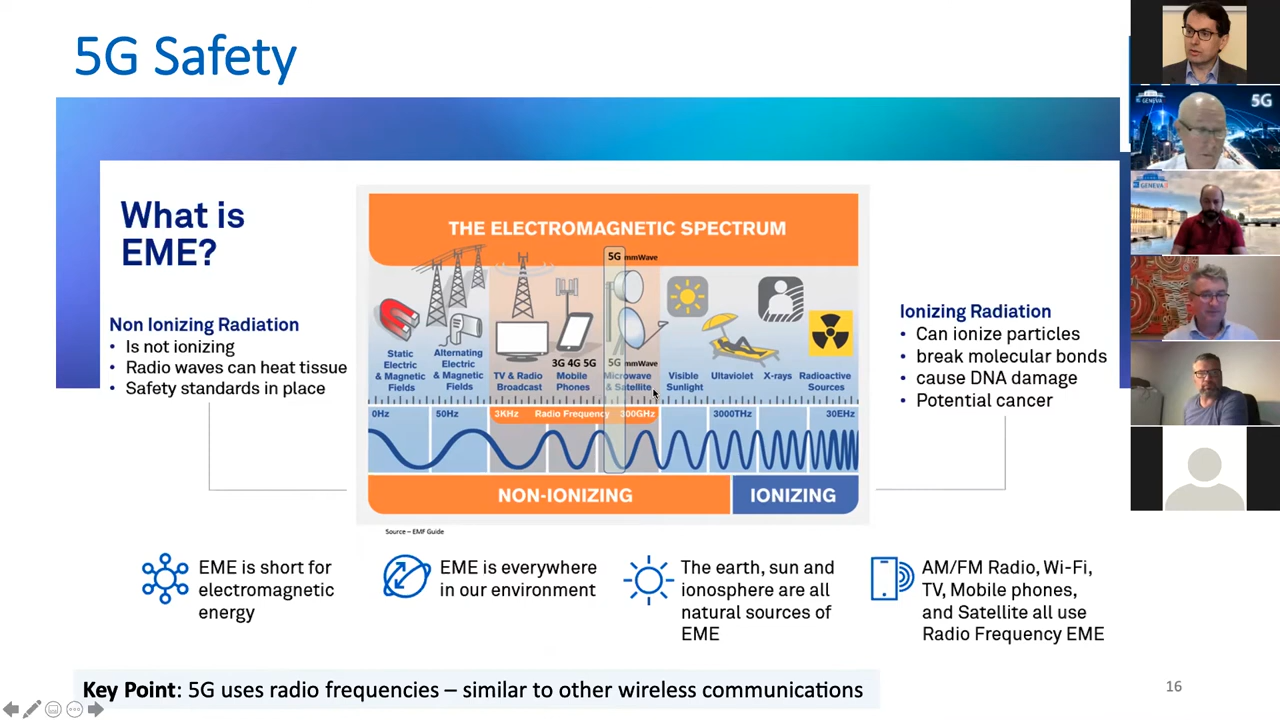 5G Safety
What is
EME?
Non Ionizing Radiation
• Is not ionizing
• Radio waves can heat tissue
• Safety standards in place
THE ELECTROMAGNETIC SPECTRUM
5G mmWave
3G 4G 5G
5G mmWave
Static
Electric
& Magnetic
Fields
Alternating
Electric
& Magnetic
Fields
TV & Radio
Broadcast
Mobile
Phones
Microwave
& Satellite
Visible
Sunlight
Ultaviolet
X-rays
Radioactive
Sources
0Hz
50Hz
3KHz
Radio Frequency
300GHz
3000THz
30EHz
NON-IONIZING
IONIZING
Source – EMF Guide
Ionizing Radiation
• Can ionize particles
• break molecular bonds
• cause DNA damage
• Potential cancer
EME is short for
electromagnetic
energy
EME is everywhere
in our environment
The earth, sun and
ionosphere are all
natural sources of
EME
AM/FM Radio, Wi-Fi,
TV, Mobile phones,
and Satellite all use
Radio Frequency EME
Key Point: 5G uses radio frequencies – similar to other wireless communications
16
GENEVA
5G
GENEVA